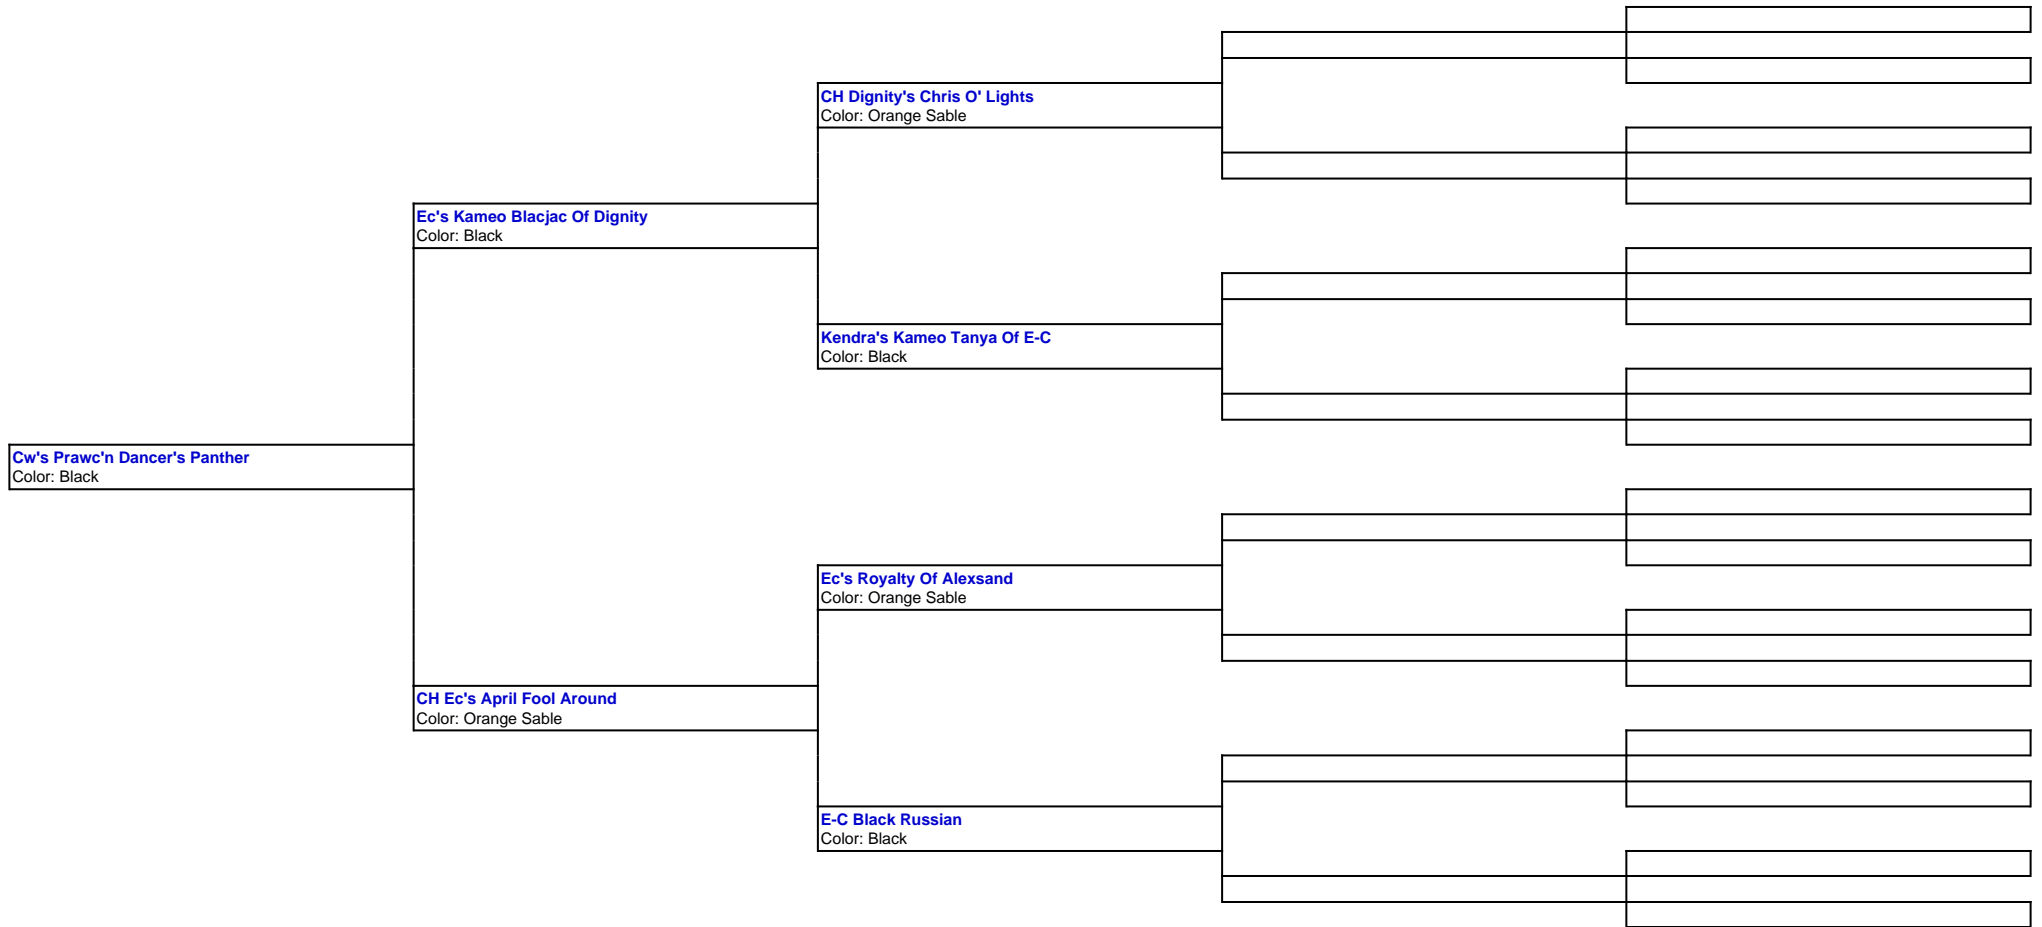 CH Dignity's Chris O' Lights
Color: Orange Sable
Ec's Kameo Blacjac Of Dignity
Color: Black
Kendra's Kameo Tanya Of E-C
Color: Black
Cw's Prawc'n Dancer's Panther
Color: Black
Ec's Royalty Of Alexsand
Color: Orange Sable
CH Ec's April Fool Around
Color: Orange Sable
E-C Black Russian
Color: Black